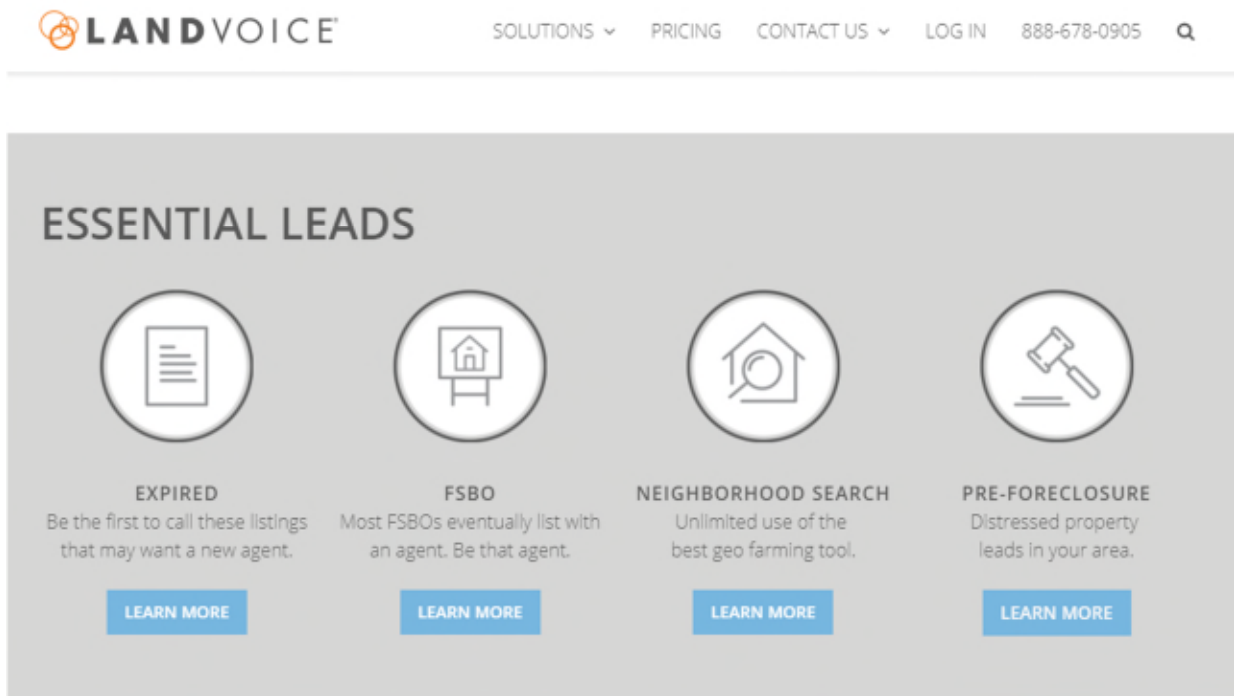 LANDVOICE®
SOLUTIONS PRICING CONTACT US LOG IN 888-678-0905
ESSENTIAL LEADS
EXPIRED
Be the first to call these listings
that may want a new agent.
LEARN MORE
FSBO
Most FSBOs eventually list with
an agent. Be that agent.
LEARN MORE
NEIGHBORHOOD SEARCH
Unlimited use of the
best geo farming tool.
LEARN MORE
PRE-FORECLOSURE
Distressed property
leads in your area.
LEARN MORE